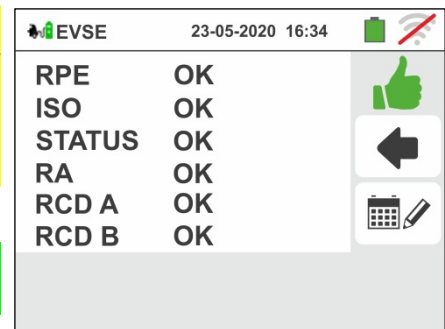 EVSE 23-05-2020 16:34
RPE OK
ISO OK
STATUS OK
RA OK
RCD A OK
RCD B OK